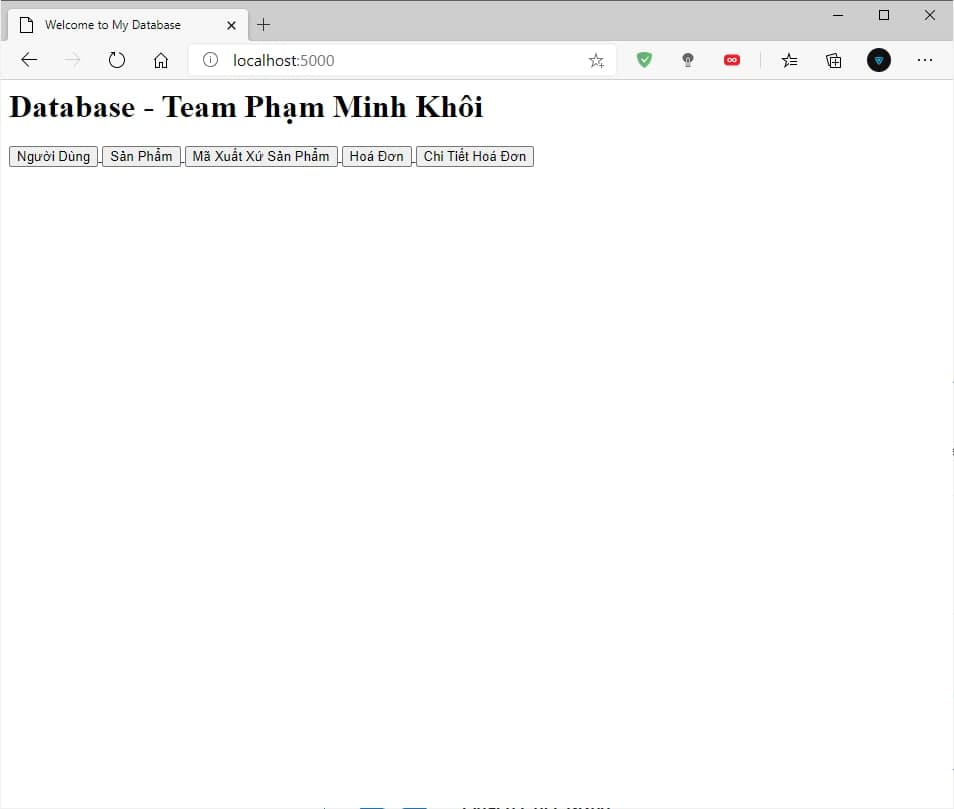 Welcome to My Database
localhost:5000
Database - Team Phạm Minh Khôi
Người Dùng Sản Phẩm Mã Xuất Xứ Sản Phẩm Hoá Đơn Chi Tiết Hoá Đơn